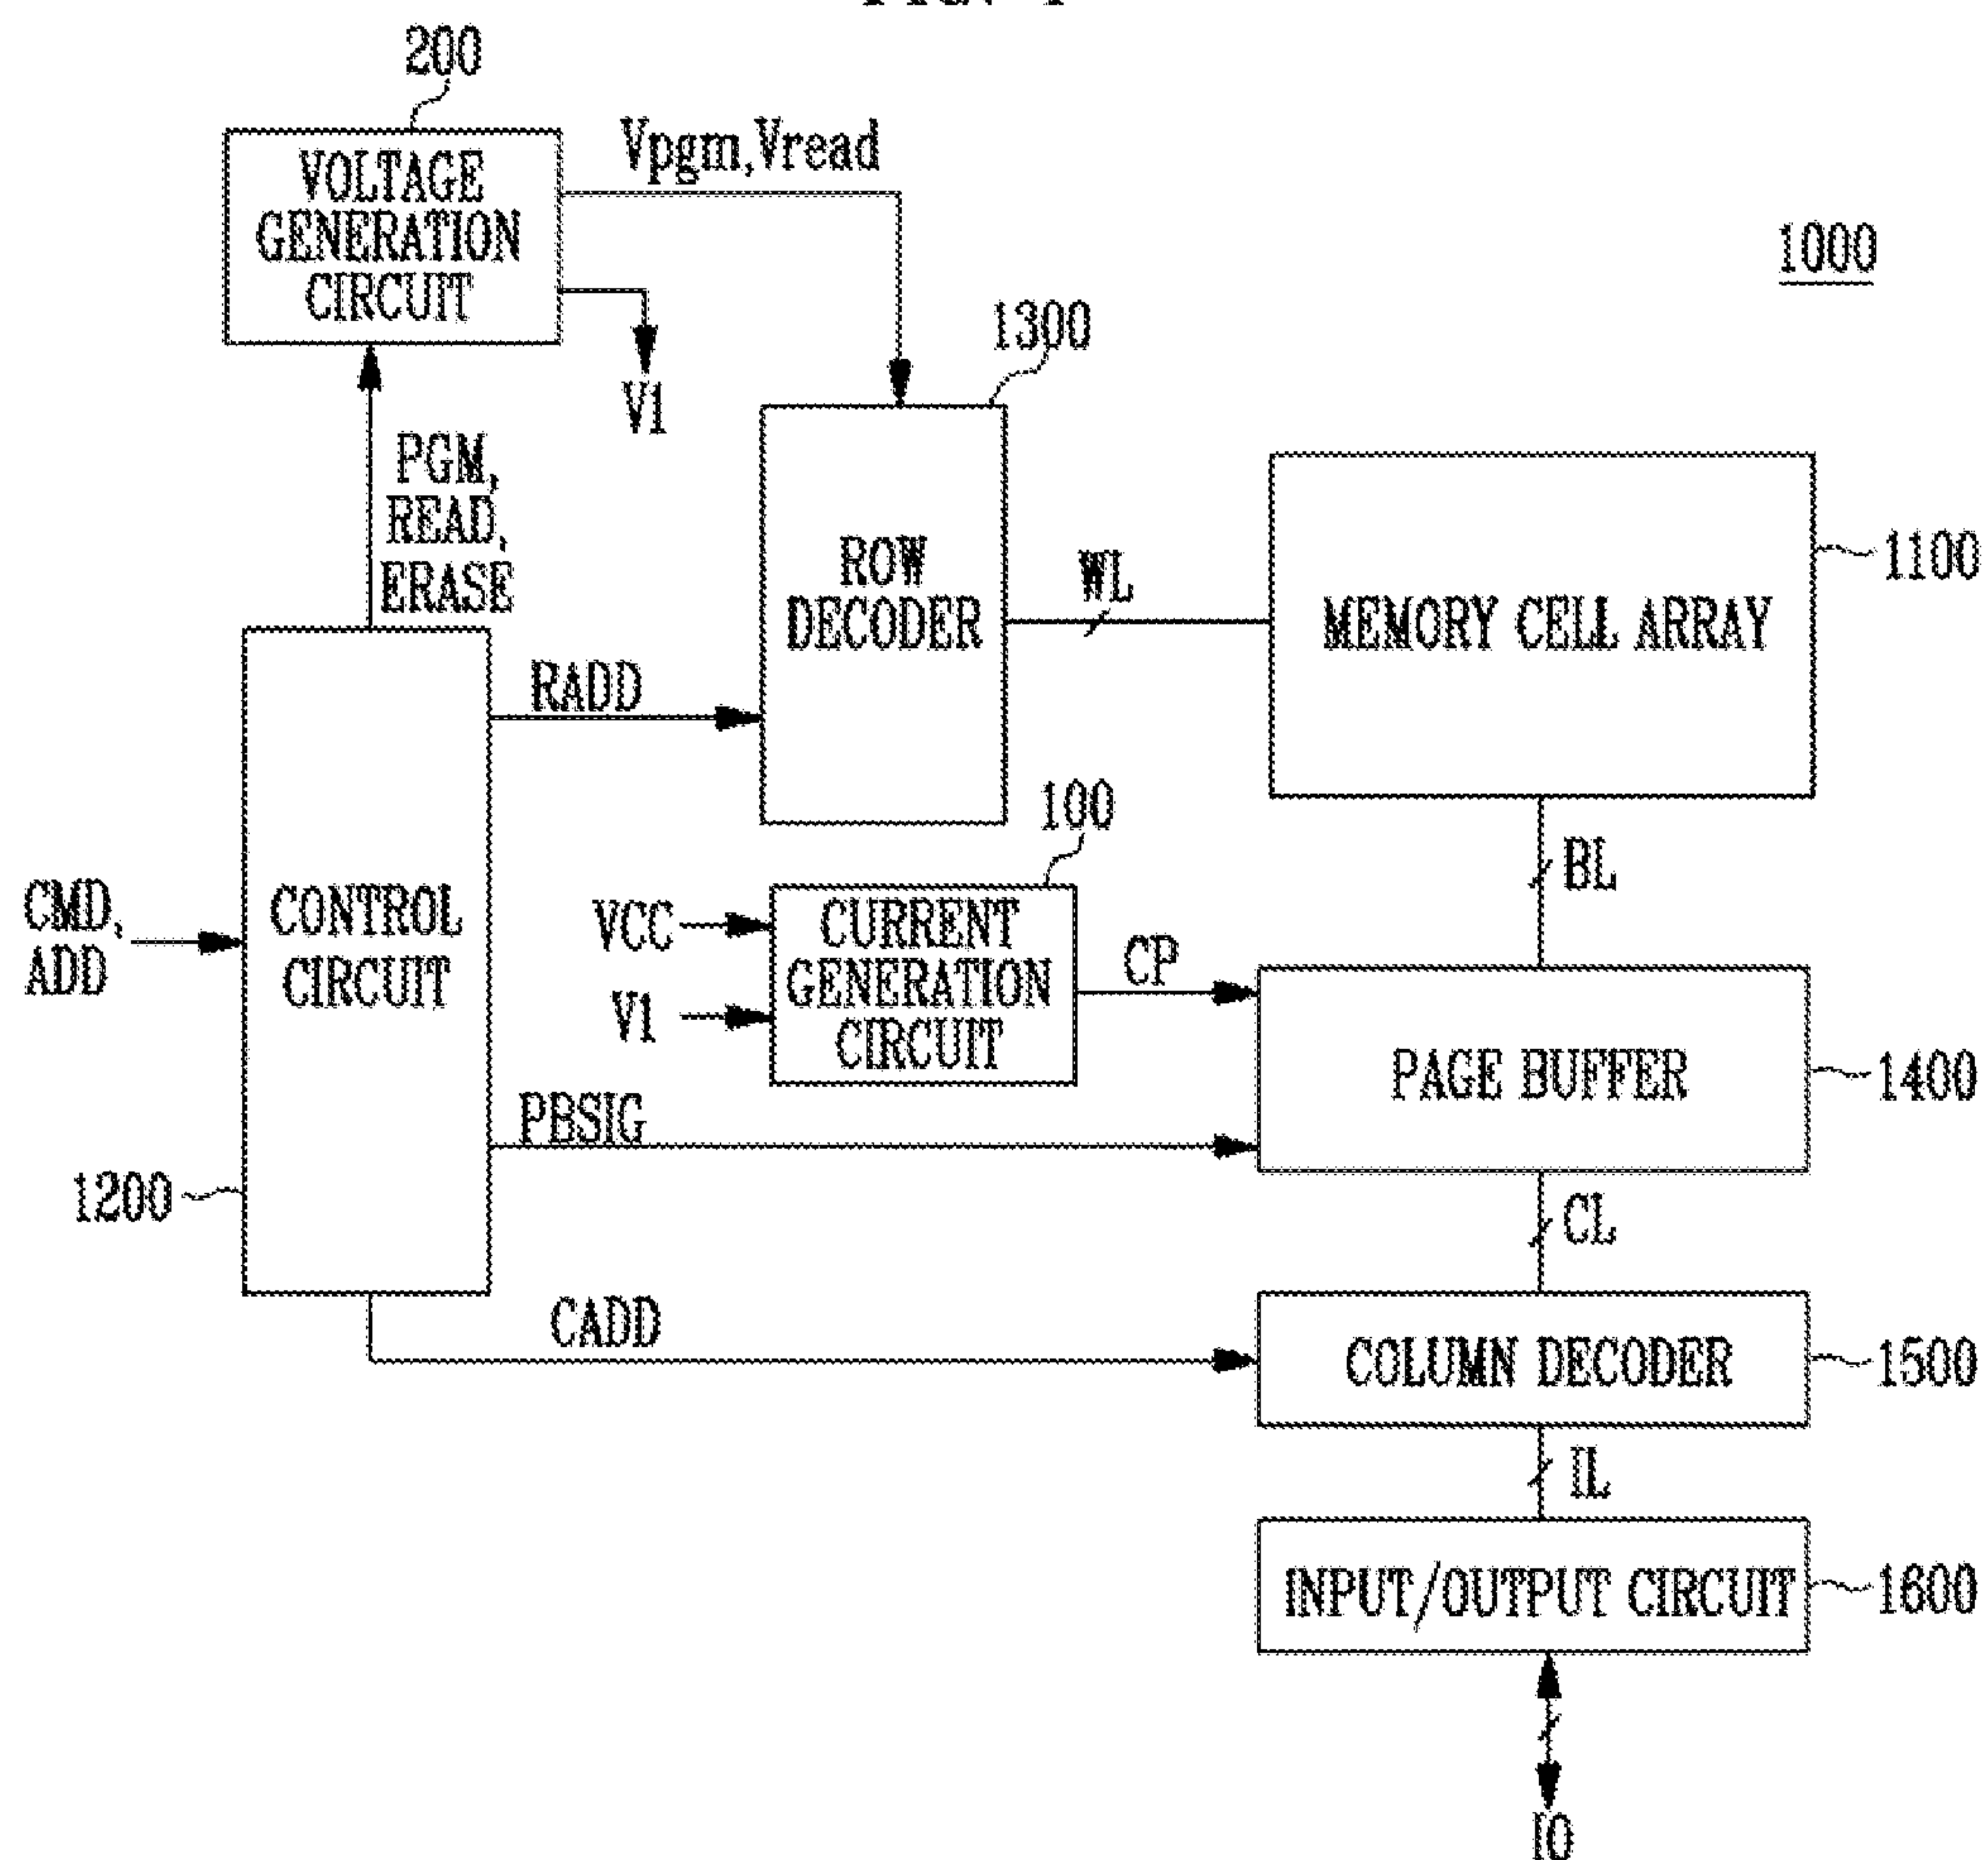 200
VOLTAGE
GENERATION
CIRCUIT
Vpgm,Vread
V1
1000
1300
PGM,
READ,
ERASE
ROW
DECODER
WL
MEMORY CELL ARRAY
1100
RADD
100
CMD,
ADD
CONTROL
CIRCUIT
1200
VCC
V1
CURRENT
GENERATION
CIRCUIT
CP
BL
PAGE BUFFER
1400
PBSIG
CL
CADD
COLUMN DECODER
1500
IL
INPUT/OUTPUT CIRCUIT
1600
IO